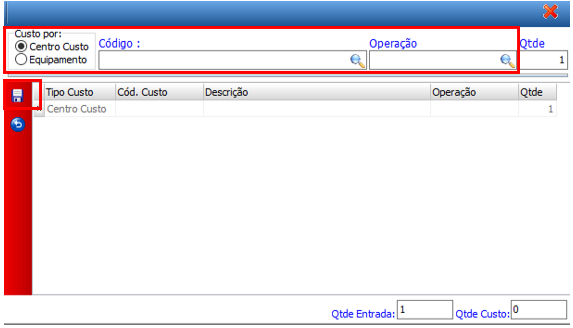 Custo por:
Centro Custo
Equipamento
Código :
Operação
Qtde
1
Tipo Custo Cód. Custo Descrição Operação Qtde
Centro Custo 1
Qtde Entrada: 1 Qtde Custo: 0